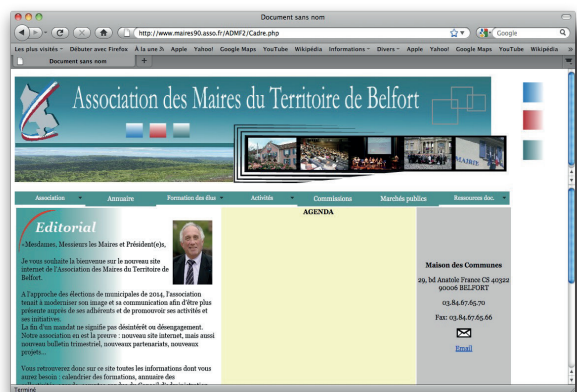 Document sans nom
http://www.maires90.asso.fr/ADMF2/Cadre.php
Google
Les plus visités Débuter avec Firefox À la une Apple Yahoo! Google Maps YouTube Wikipédia Informations Divers Apple Yahoo! Google Maps YouTube Wikipédia »
Document sans nom +
Association des Maires du Territoire de Belfort
MAIRIE
Association Annuaire Formation des élus Activités Commissions Marchés publics Ressources doc.
Editorial
«Mesdames, Messieurs les Maires et Président(e)s,
Je vous souhaite la bienvenue sur le nouveau site
internet de l'Association des Maires du Territoire de
Belfort.
A l'approche des élections de municipales de 2014, l'association
tenait à moderniser son image et sa communication afin d'être plus
présente auprès de ses adhérents et de promouvoir ses activités et
ses initiatives.
La fin d'un mandat ne signifie pas désintérêt ou désengagement.
Notre association en est la preuve : nouveau site internet, mais aussi
nouveau bulletin trimestriel, nouveaux partenariats, nouveaux
projets...
Vous retrouverez donc sur ce site toutes les informations dont vous
aurez besoin : calendrier des formations, annuaire des
AGENDA
Maison des Communes
29, bd Anatole France CS 40322
90006 BELFORT
03.84.67.65.70
Fax: 03.84.67.65.66
Email
Terminé